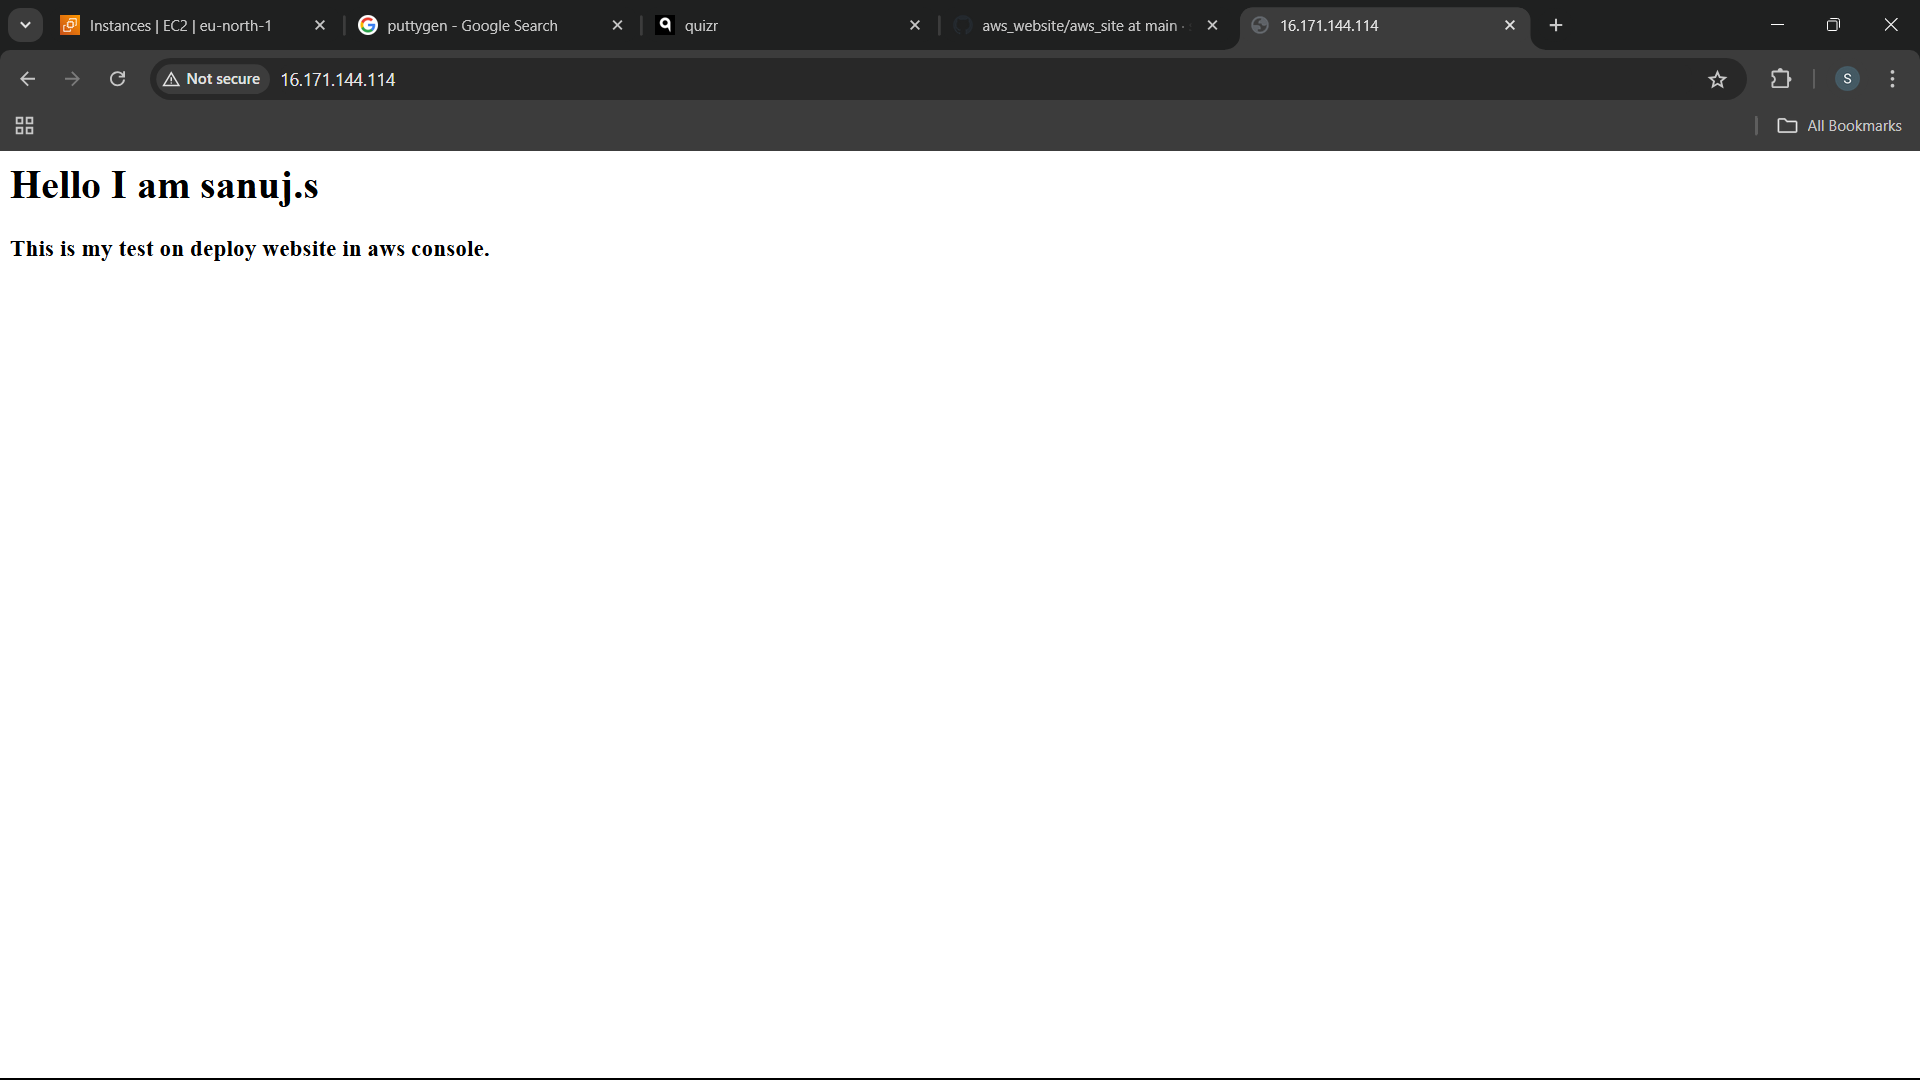 Instances | EC2 | eu-north-1
puttygen - Google Search
quizr
aws_website/aws_site at main ·
16.171.144.114
Not secure
16.171.144.114
S
All Bookmarks
Hello I am sanuj.s
This is my test on deploy website in aws console.